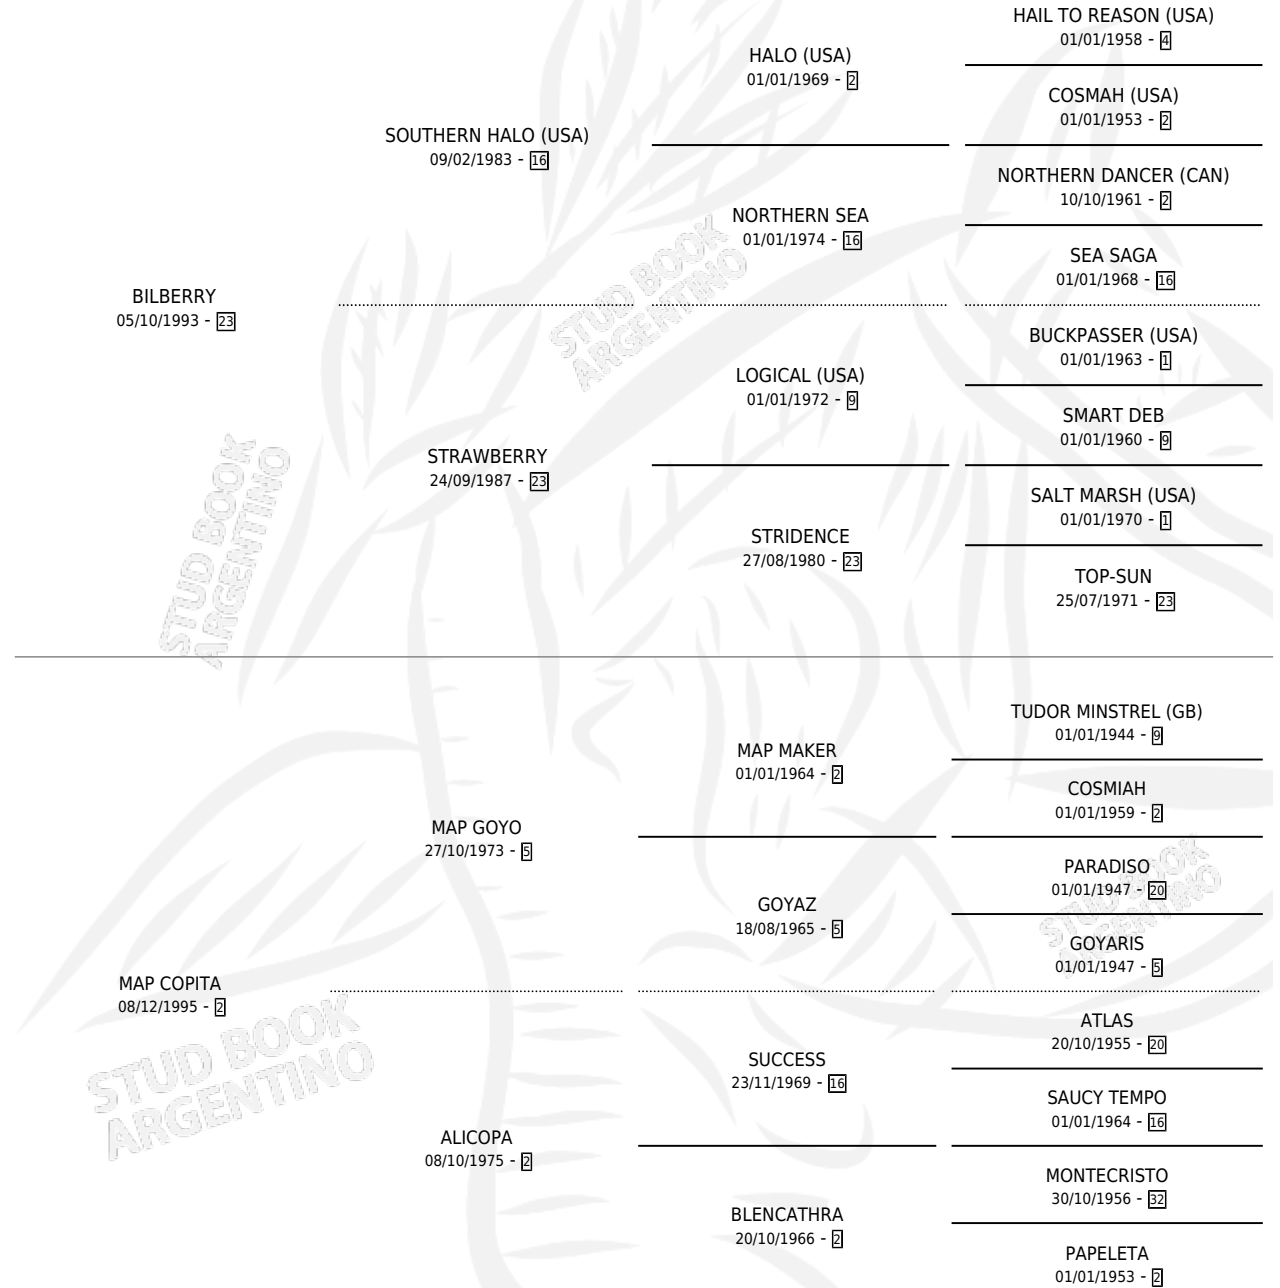 HAIL TO REASON (USA)
01/01/1958 - 4
HALO (USA)
01/01/1969 - 2
COSMAH (USA)
01/01/1953 - 2
SOUTHERN HALO (USA)
09/02/1983 - 16
NORTHERN DANCER (CAN)
10/10/1961 - 2
NORTHERN SEA
01/01/1974 - 16
SEA SAGA
01/01/1968 - 16
STUD BOOK
ARGENTINO
BILBERRY
05/10/1993 - 23
BUCKPASSER (USA)
01/01/1963 - 1
LOGICAL (USA)
01/01/1972 - 9
SMART DEB
01/01/1960 - 9
STRAWBERRY
24/09/1987 - 23
SALT MARSH (USA)
01/01/1970 - 1
STRIDENCE
27/08/1980 - 23
TOP-SUN
25/07/1971 - 23
STUD BOOK
ARGENTINO
TUDOR MINSTREL (GB)
01/01/1944 - 9
MAP MAKER
01/01/1964 - 2
COSMIAH
01/01/1959 - 2
MAP GOYO
27/10/1973 - 5
PARADISO
01/01/1947 - 20
GOYAZ
18/08/1965 - 5
GOYARIS
01/01/1947 - 5
STUD BOOK
ARGENTINO
MAP COPITA
08/12/1995 - 2
ATLAS
20/10/1955 - 20
SUCCESS
23/11/1969 - 16
SAUCY TEMPO
01/01/1964 - 16
STUD BOOK
ARGENTINO
ALICOPA
08/10/1975 - 2
MONTECRISTO
30/10/1956 - 32
BLENCATHRA
20/10/1966 - 2
PAPELETA
01/01/1953 - 2